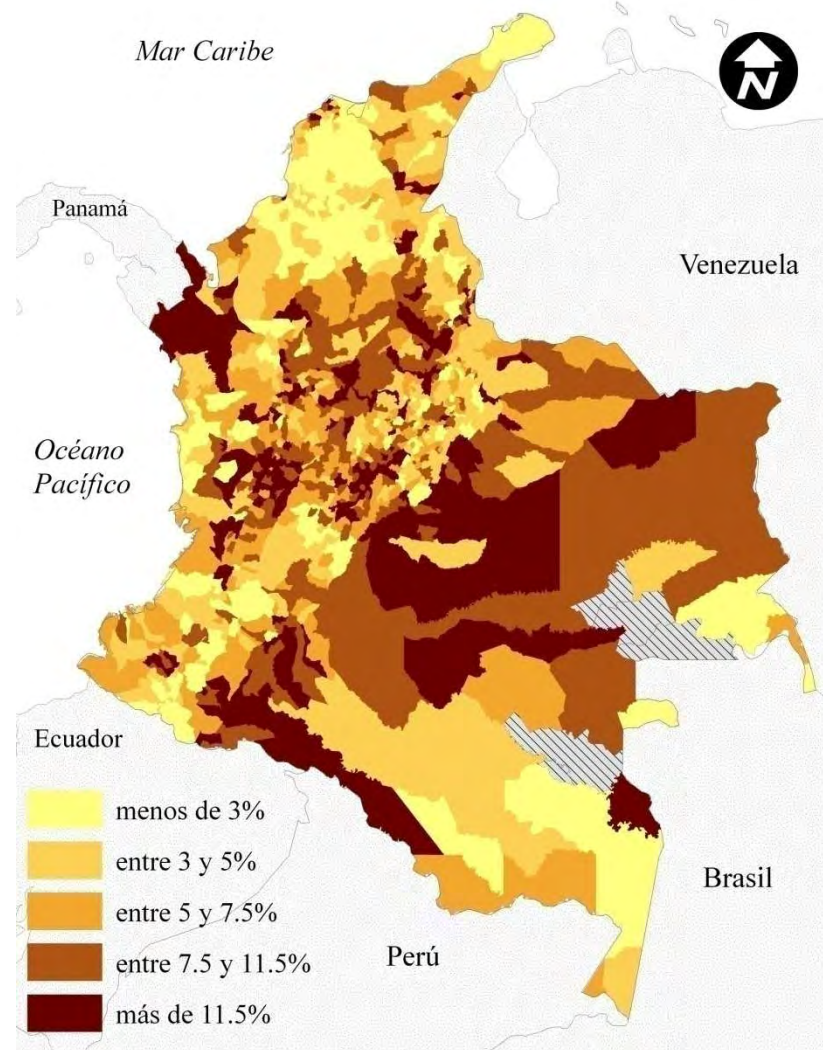 Mar Caribe
N
Panamá
Venezuela
Océano
Pacífico
Ecuador
menos de 3%
entre 3 y 5%
entre 5 y 7.5%
entre 7.5 y 11.5%
más de 11.5%
Brasil
Perú